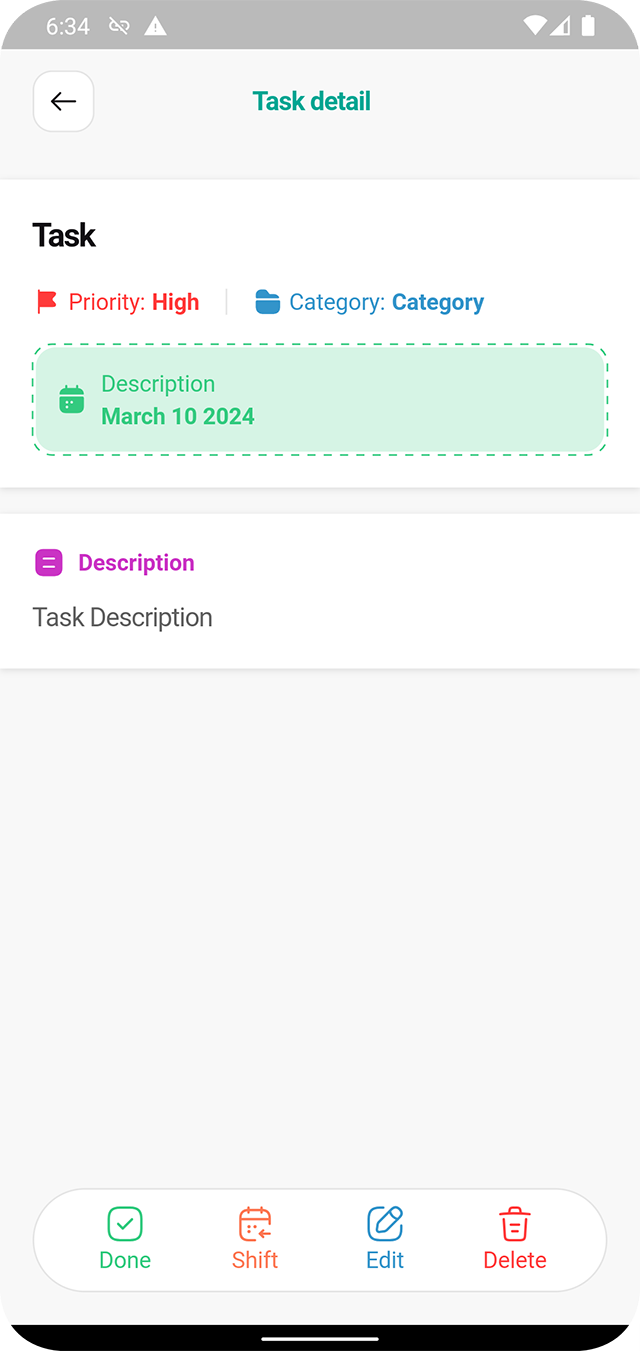 6:34
Task detail
Task
Priority: High
Category: Category
Description
March 10 2024
Description
Task Description
Done
Shift
Edit
Delete